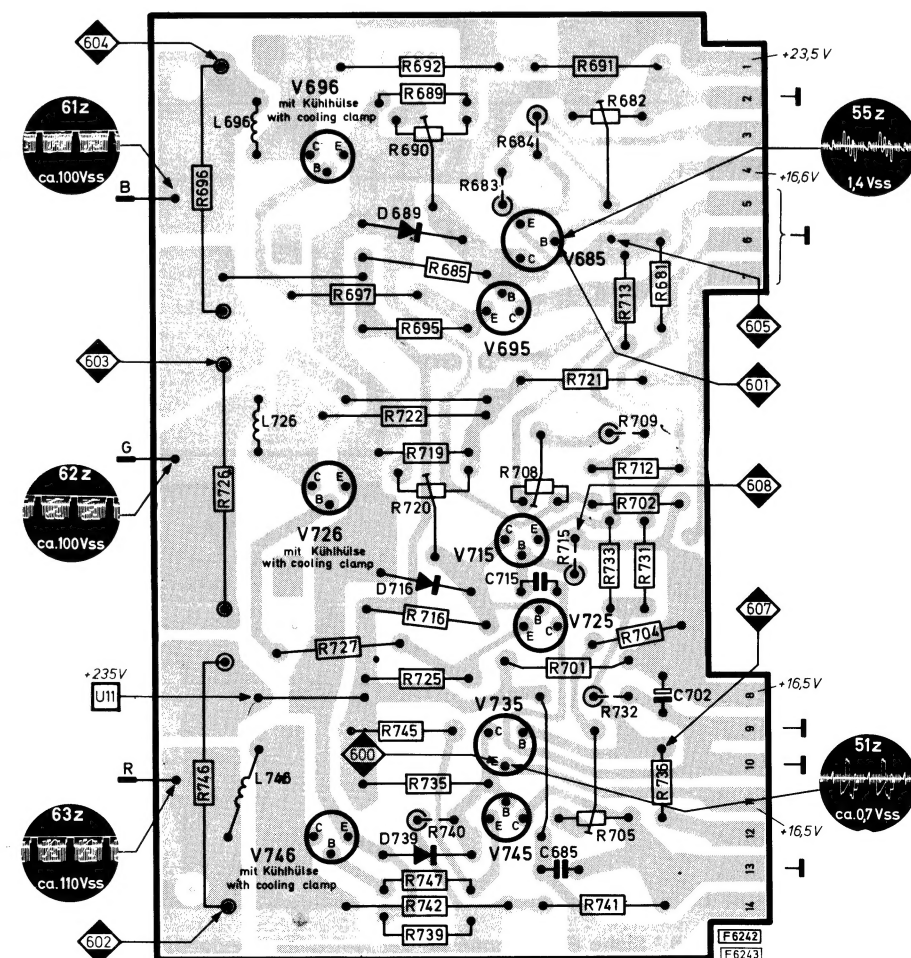 604
+23,5 V
R692
R691
1
V696
mit Kühlhülse
with cooling clamp
R689
R682
2
61z
ca.100Vss
L696
R690
R684
3
55z
1,4 Vss
C
E
B
R683
4
+16,6V
B
R696
D689
E
B
C
V685
5
6
R685
R697
R713
R681
B
E
C
R695
V695
605
603
R721
601
R722
L726
R709
G
R719
R708
R712
R726
R720
R702
608
62z
ca.100Vss
C
E
B
V726
mit Kühlhülse
with cooling clamp
V715
C
E
B
R715
R733
R731
D716
C715
607
R716
B
E
C
V725
R704
R727
R701
+235V
U11
R725
C702
8
+16,5V
V735
R732
R745
C
B
E
9
600
10
R
R746
L746
R735
R736
51z
ca.0,7Vss
11
+16,5V
63z
ca.110Vss
R740
B
E
C
R705
12
C
E
B
D739
V745
V746
mit Kühlhülse
with cooling clamp
C685
13
R747
R742
R741
14
602
R739
F6242
F6243